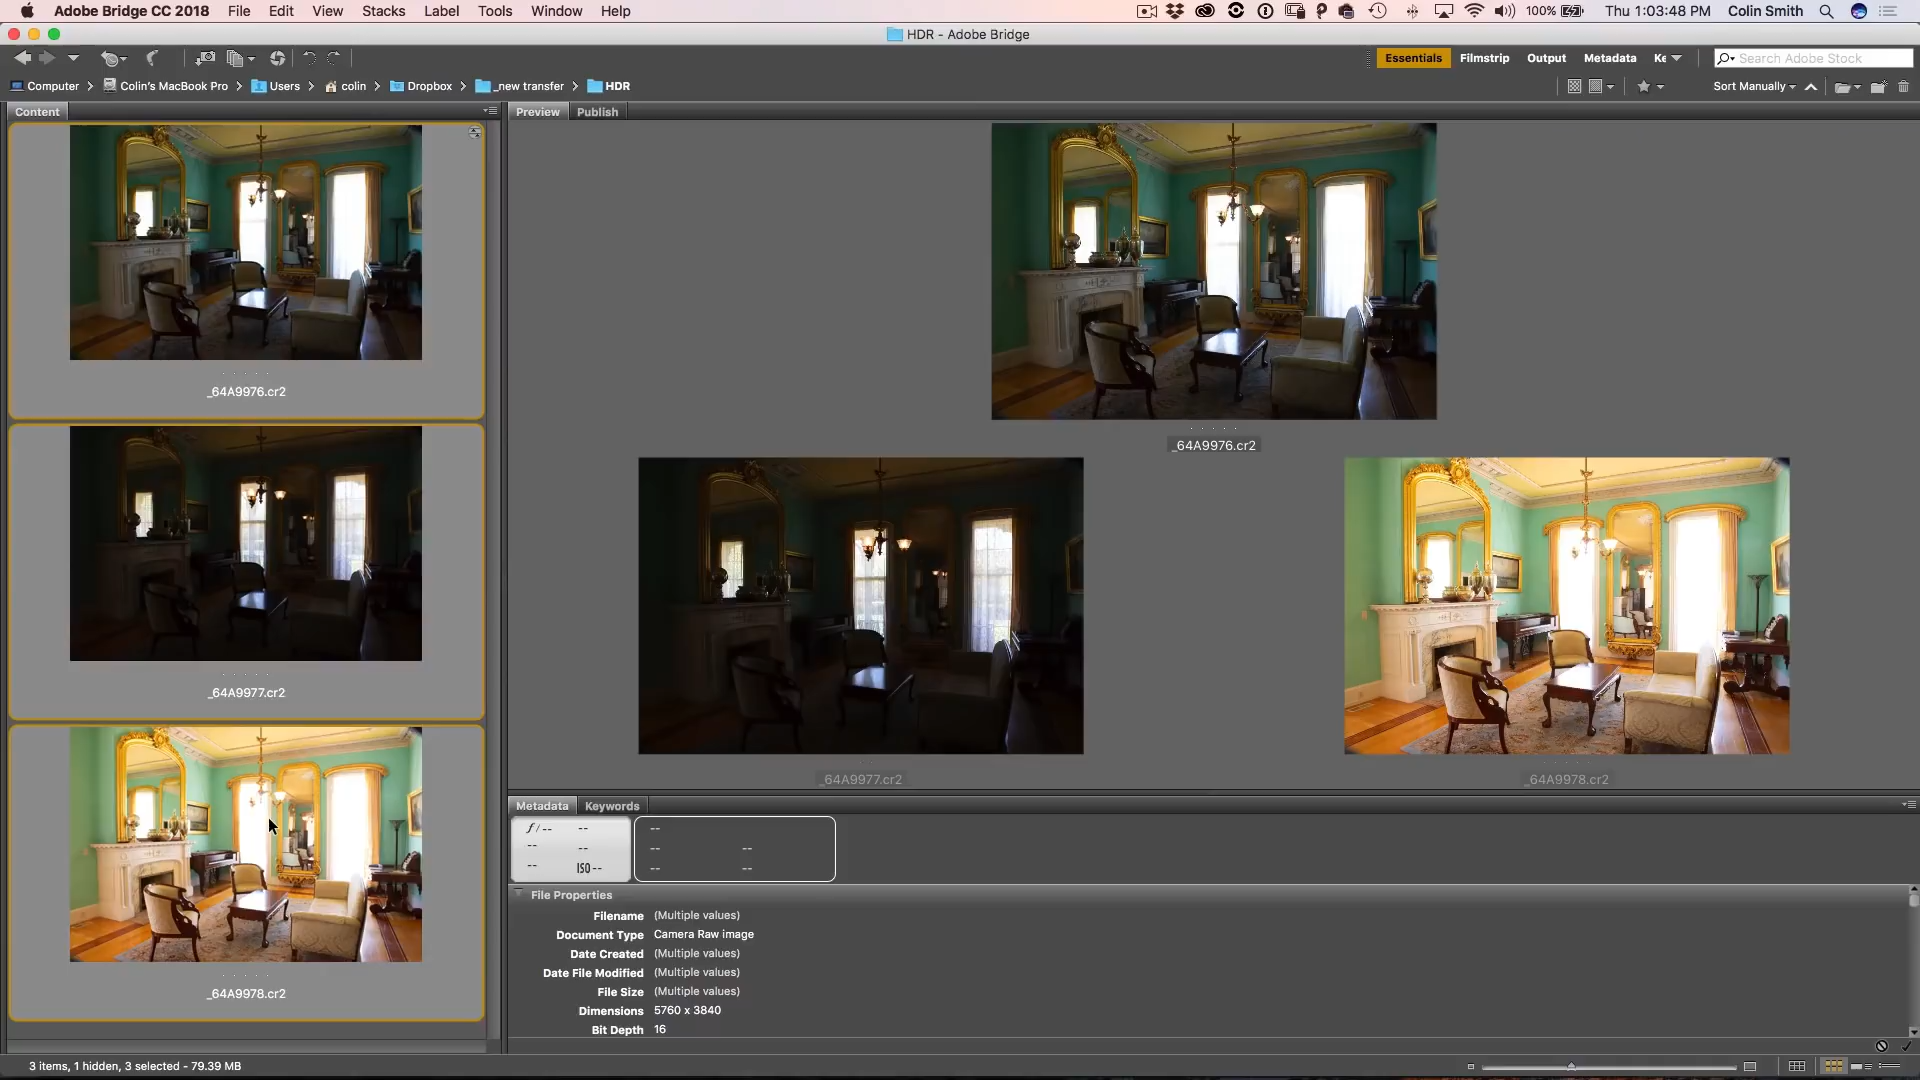 Adobe Bridge CC 2018 File Edit View Stacks Label Tools Window Help 100% Thu 1:03:48 PM Colin Smith
HDR - Adobe Bridge
Essentials Filmstrip Output Metadata Ke Search Adobe Stock
Computer Colin's MacBook Pro Users colin Dropbox _new transfer HDR Sort Manually
Content Preview Publish
_64A9976.cr2
_64A9977.cr2
_64A9978.cr2
_64A9976.cr2
_64A9977.cr2 _64A9978.cr2
Metadata Keywords
f/-- -- --
-- -- -- --
-- ISO-- -- --
File Properties
Filename (Multiple values)
Document Type Camera Raw image
Date Created (Multiple values)
Date File Modified (Multiple values)
File Size (Multiple values)
Dimensions 5760 x 3840
Bit Depth 16
3 items, 1 hidden, 3 selected - 79.39 MB